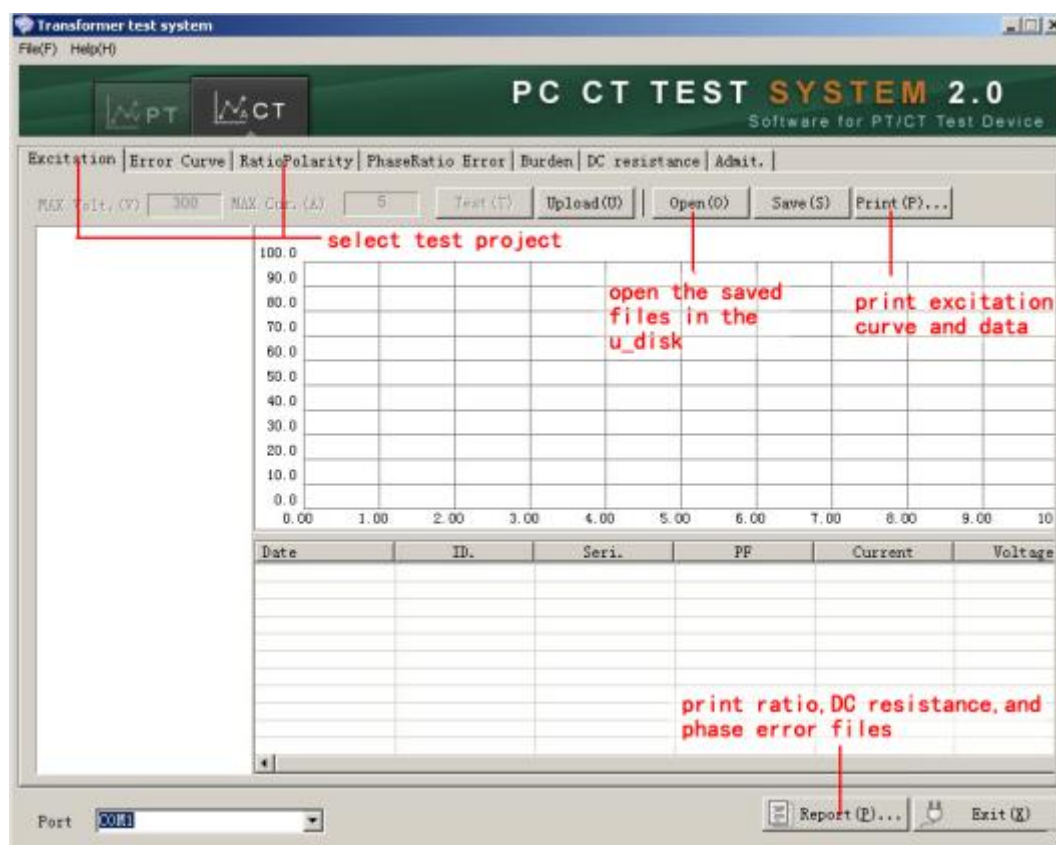 Transformer test system
File(F) Help(H)
PT CT
PC CT TEST SYSTEM 2.0
Software for PT/CT Test Device
Excitation Error Curve RatioPolarity PhaseRatio Error Burden DC resistance Admit.
MAX Volt. (V) 300 MAX Cur. (A) 5 Test (T) Upload(U) Open(O) Save(S) Print(P)...
select test project
open the saved
files in the
u_disk
print excitation
curve and data
100.0
90.0
80.0
70.0
60.0
50.0
40.0
30.0
20.0
10.0
0.0
0.00 1.00 2.00 3.00 4.00 5.00 6.00 7.00 8.00 9.00 10
Date ID. Seri. PF Current Voltage
print ratio,DC resistance,and
phase error files
Port COM1 Report(P)... Exit(X)